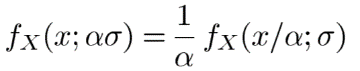 f_X(x; ασ) = \frac{1}{α} f_X(x/α; σ)